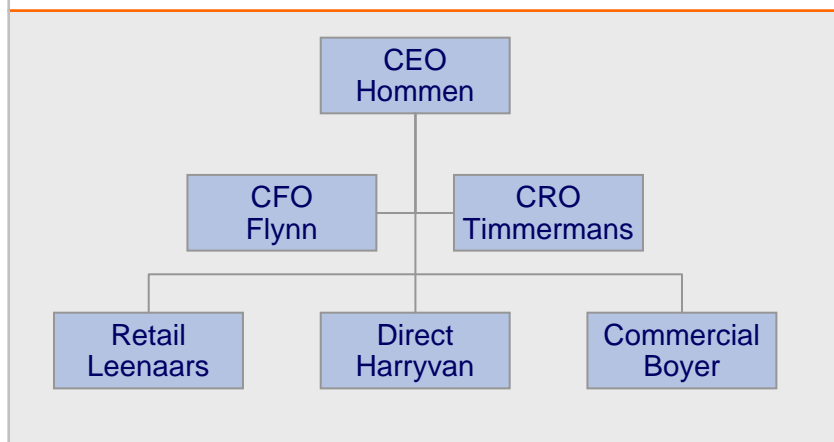 CEO
Hommen
CFO
Flynn
CRO
Timmermans
Retail
Leenaars
Direct
Harryvan
Commercial
Boyer